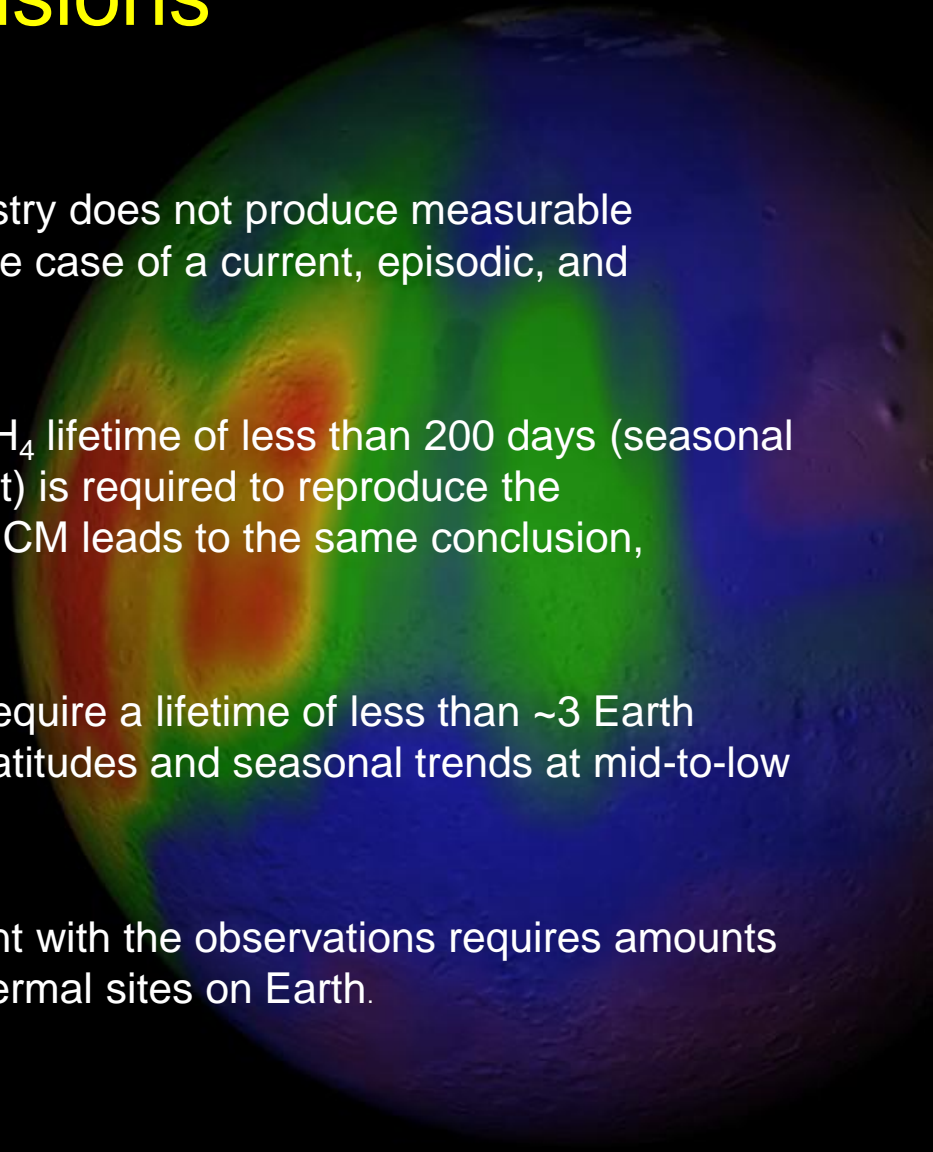 sions
stry does not produce measurable
e case of a current, episodic, and
H₄ lifetime of less than 200 days (seasonal
t) is required to reproduce the
CM leads to the same conclusion,
equire a lifetime of less than ~3 Earth
atitudes and seasonal trends at mid-to-low
nt with the observations requires amounts
ermal sites on Earth.